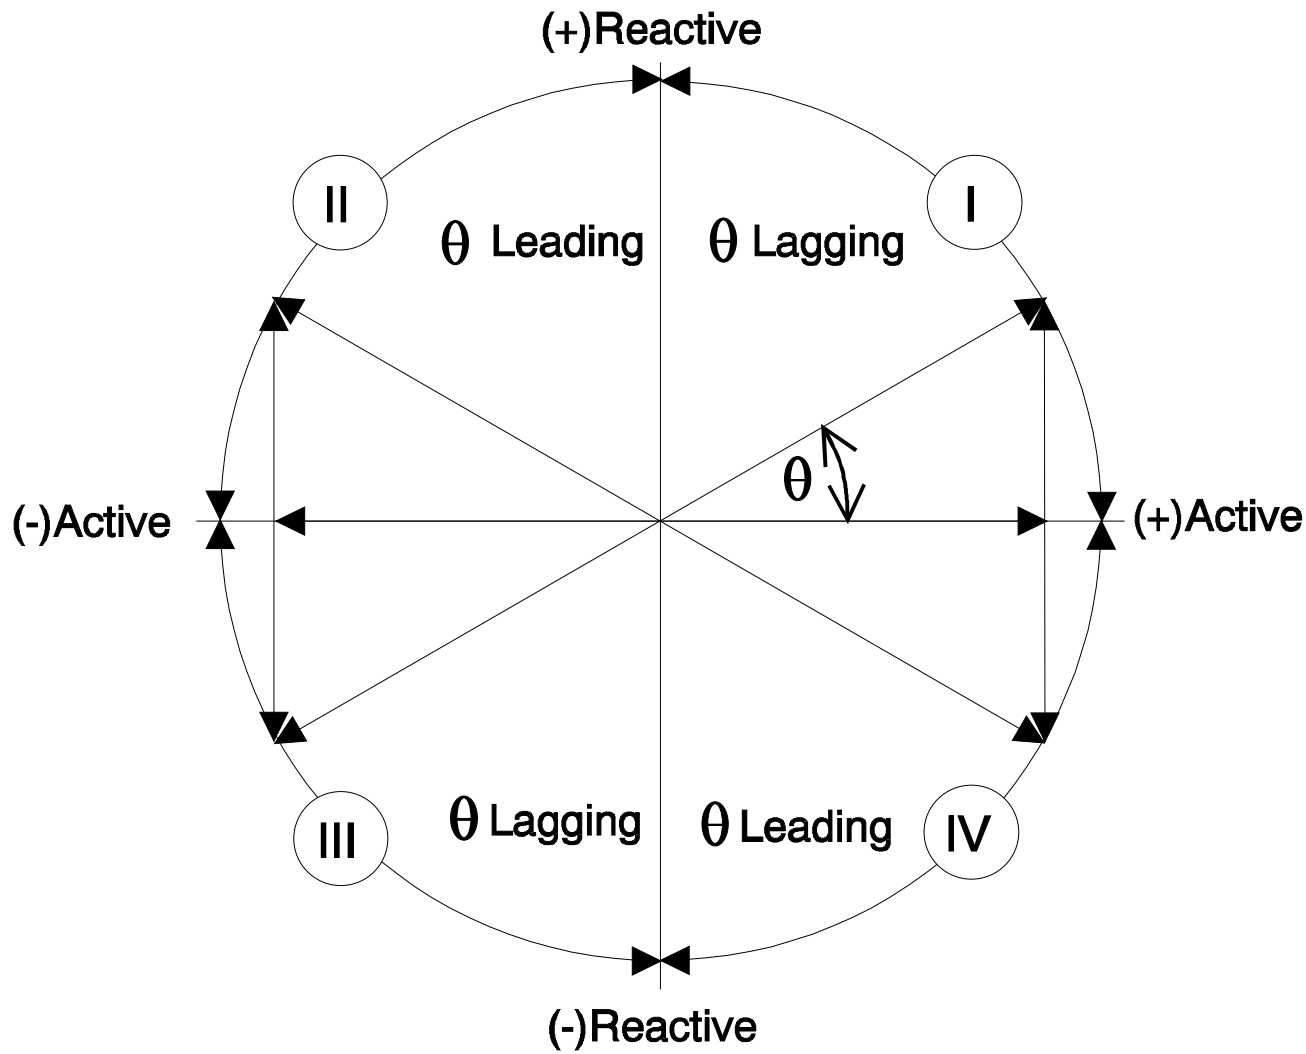 (+)Reactive
II
I
θ Leading
θ Lagging
θ
(-)Active
(+)Active
θ Lagging
θ Leading
III
IV
(-)Reactive